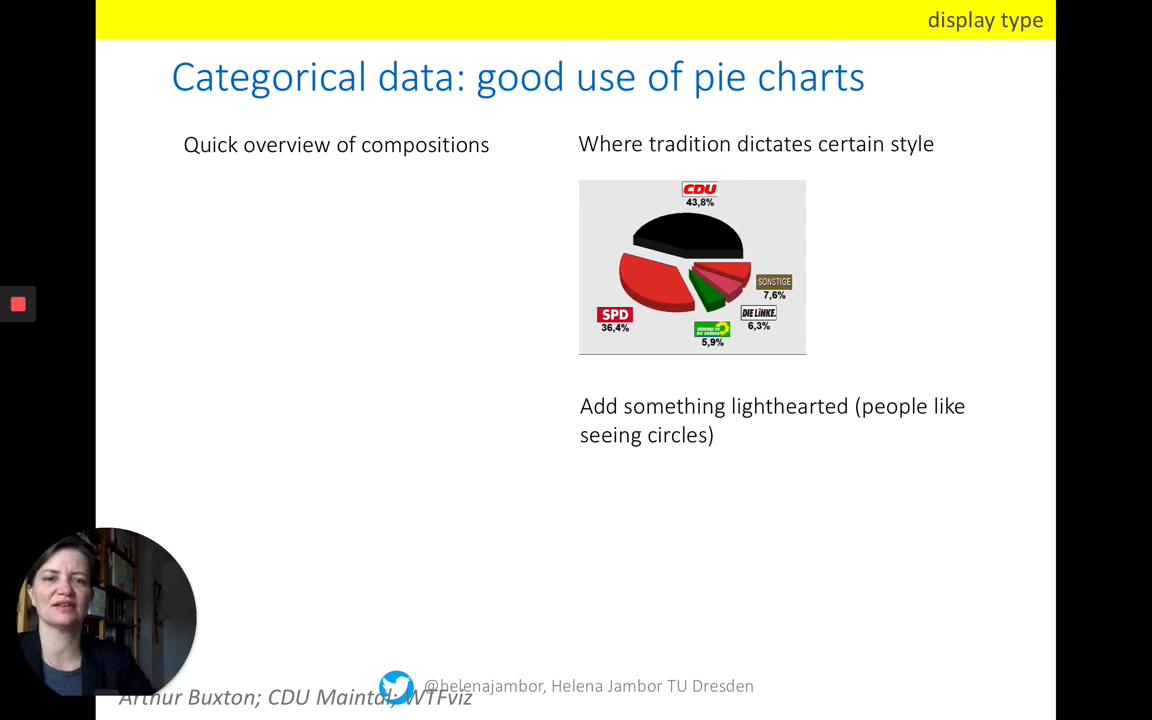 display type
Categorical data: good use of pie charts
Quick overview of compositions
Where tradition dictates certain style
CDU
43,8%
SONSTIGE
7,6%
DIE LINKE.
6,3%
SPD
36,4%
5,9%
Add something lighthearted (people like
seeing circles)
@helenajambor, Helena Jambor TU Dresden
Arthur Buxton; CDU Maintal; WTFviz